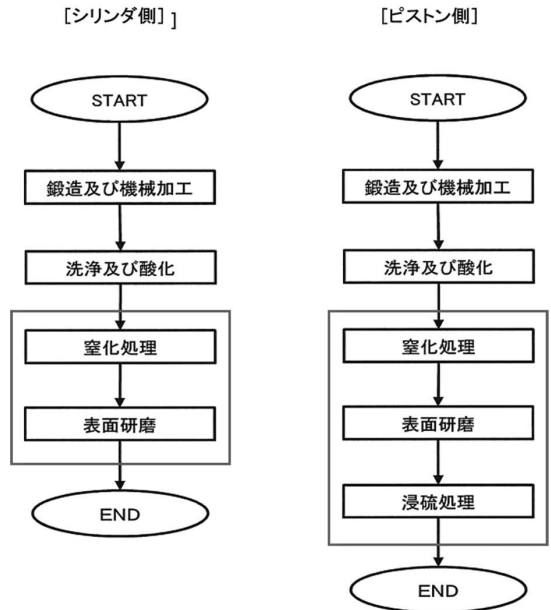 [シリンダ側] ]
START
鍛造及び機械加工
洗浄及び酸化
窒化処理
表面研磨
END
[ピストン側]
START
鍛造及び機械加工
洗浄及び酸化
窒化処理
表面研磨
浸硫処理
END